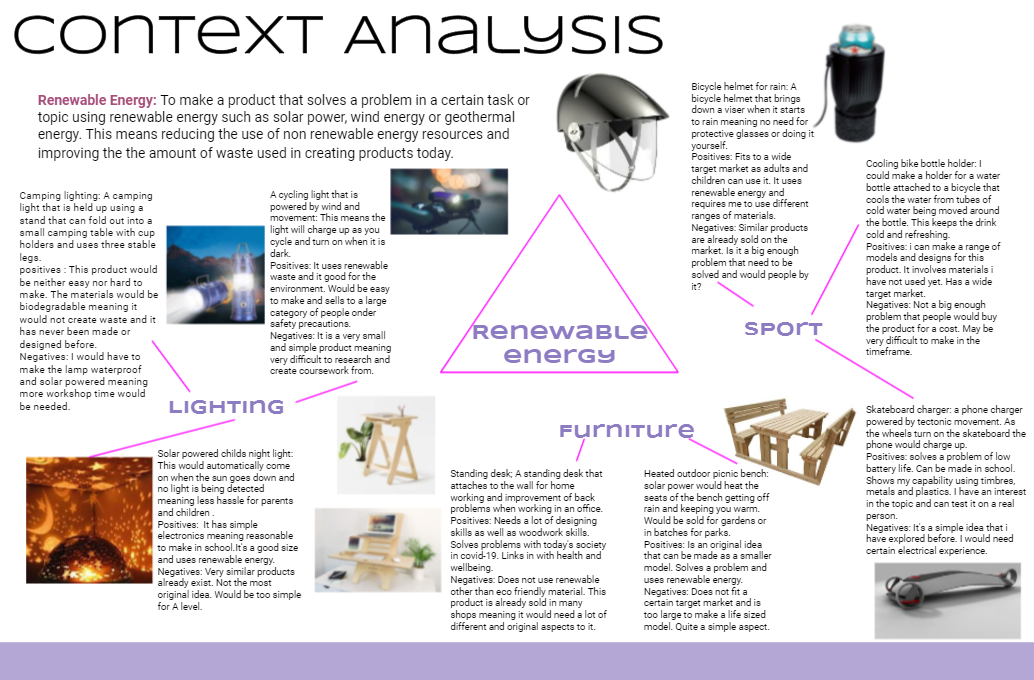 Context Analysis
Renewable Energy: To make a product that solves a problem in a certain task or
topic using renewable energy such as solar power, wind energy or geothermal
energy. This means reducing the use of non renewable energy resources and
improving the the amount of waste used in creating products today.
Camping lighting: A camping
light that is held up using a
stand that can fold out into a
small camping table with cup
holders and uses three stable
legs.
positives : This product would
be neither easy nor hard to
make. The materials would be
biodegradable meaning it
would not create waste and it
has never been made or
designed before.
Negatives: I would have to
make the lamp waterproof
and solar powered meaning
more workshop time would
be needed.
A cycling light that is
powered by wind and
movement: This means the
light will charge up as you
cycle and turn on when it is
dark.
Positives: It uses renewable
waste and it good for the
environment. Would be easy
to make and sells to a large
category of people onder
safety precautions.
Negatives: It is a very small
and simple product meaning
very difficult to research and
create coursework from.
Bicycle helmet for rain: A
bicycle helmet that brings
down a viser when it starts
to rain meaning no need for
protective glasses or doing it
yourself.
Positives: Fits to a wide
target market as adults and
children can use it. It uses
renewable energy and
requires me to use different
ranges of materials.
Negatives: Similar products
are already sold on the
market. Is it a big enough
problem that need to be
solved and would people by
it?
Cooling bike bottle holder: I
could make a holder for a water
bottle attached to a bicycle that
cools the water from tubes of
cold water being moved around
the bottle. This keeps the drink
cold and refreshing.
Positives: i can make a range of
models and designs for this
product. It involves materials i
have not used yet. Has a wide
target market.
Negatives: Not a big enough
problem that people would buy
the product for a cost. May be
very difficult to make in the
timeframe.
Renewable
energy
Sport
Lighting
Furniture
Solar powered childs night light:
This would automatically come
on when the sun goes down and
no light is being detected
meaning less hassle for parents
and children .
Positives: It has simple
electronics meaning reasonable
to make in school.It's a good size
and uses renewable energy.
Negatives: Very similar products
already exist. Not the most
original idea. Would be too simple
for A level.
Standing desk; A standing desk that
attaches to the wall for home
working and improvement of back
problems when working in an office.
Positives: Needs a lot of designing
skills as well as woodwork skills.
Solves problems with today's society
in covid-19. Links in with health and
wellbeing.
Negatives: Does not use renewable
other than eco friendly material. This
product is already sold in many
shops meaning it would need a lot of
different and original aspects to it.
Heated outdoor picnic bench:
solar power would heat the
seats of the bench getting off
rain and keeping you warm.
Would be sold for gardens or
in batches for parks.
Positives: Is an original idea
that can be made as a smaller
model. Solves a problem and
uses renewable energy.
Negatives: Does not fit a
certain target market and is
too large to make a life sized
model. Quite a simple aspect.
Skateboard charger: a phone charger
powered by tectonic movement. As
the wheels turn on the skateboard the
phone would charge up.
Positives: solves a problem of low
battery life. Can be made in school.
Shows my capability using timbres,
metals and plastics. I have an interest
in the topic and can test it on a real
person.
Negatives: It's a simple idea that i
have explored before. I would need
certain electrical experience.